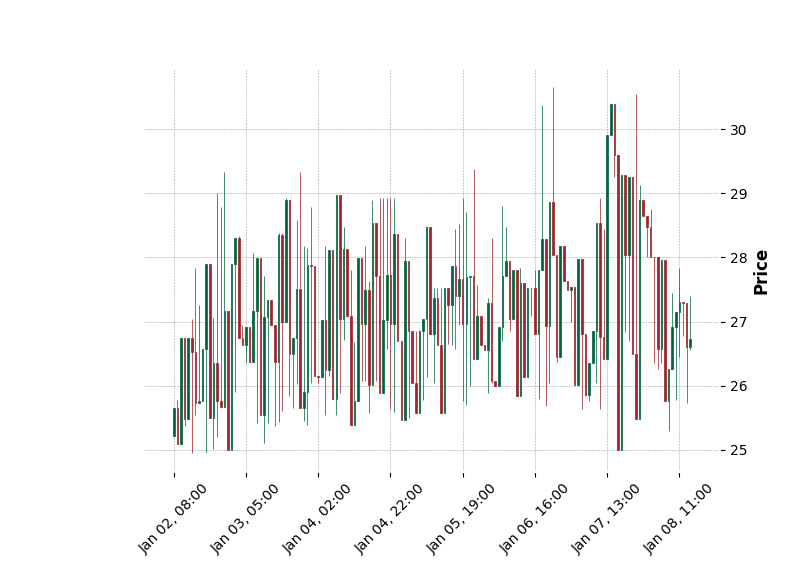 30
29
28
27
26
25
Price
Jan 02, 08:00
Jan 03, 05:00
Jan 04, 02:00
Jan 04, 22:00
Jan 05, 19:00
Jan 06, 16:00
Jan 07, 13:00
Jan 08, 11:00